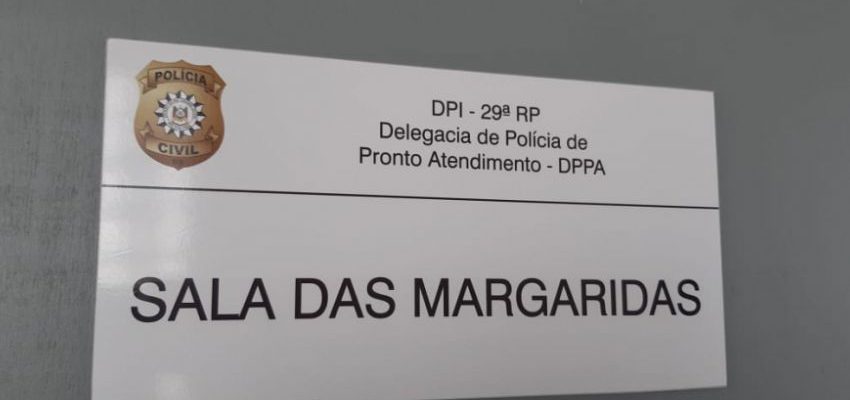 POLÍCIA
CIVIL
DPI - 29ª RP
Delegacia de Polícia de
Pronto Atendimento - DPPA
SALA DAS MARGARIDAS